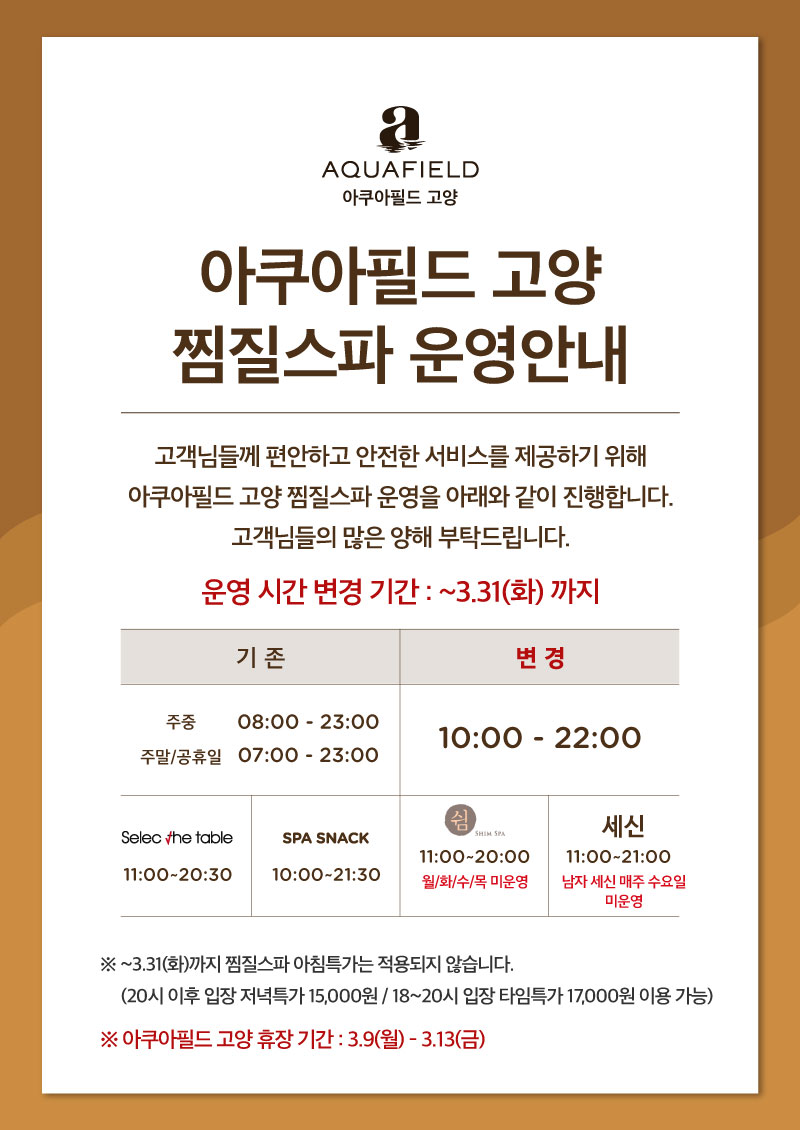 a
AQUAFIELD
아쿠아필드 고양
아쿠아필드 고양
찜질스파 운영안내
고객님들께 편안하고 안전한 서비스를 제공하기 위해
아쿠아필드 고양 찜질스파 운영을 아래와 같이 진행합니다.
고객님들의 많은 양해 부탁드립니다.
운영 시간 변경 기간 : ~3.31(화) 까지
기 존
변 경
주중 08:00 - 23:00
주말/공휴일 07:00 - 23:00
10:00 - 22:00
Selec the table
11:00~20:30
SPA SNACK
10:00~21:30
쉼 SHIM SPA
11:00~20:00
월/화/수/목 미운영
세신
11:00~21:00
남자 세신 매주 수요일
미운영
※ ~3.31(화)까지 찜질스파 아침특가는 적용되지 않습니다.
(20시 이후 입장 저녁특가 15,000원 / 18~20시 입장 타임특가 17,000원 이용 가능)
※ 아쿠아필드 고양 휴장 기간 : 3.9(월) - 3.13(금)